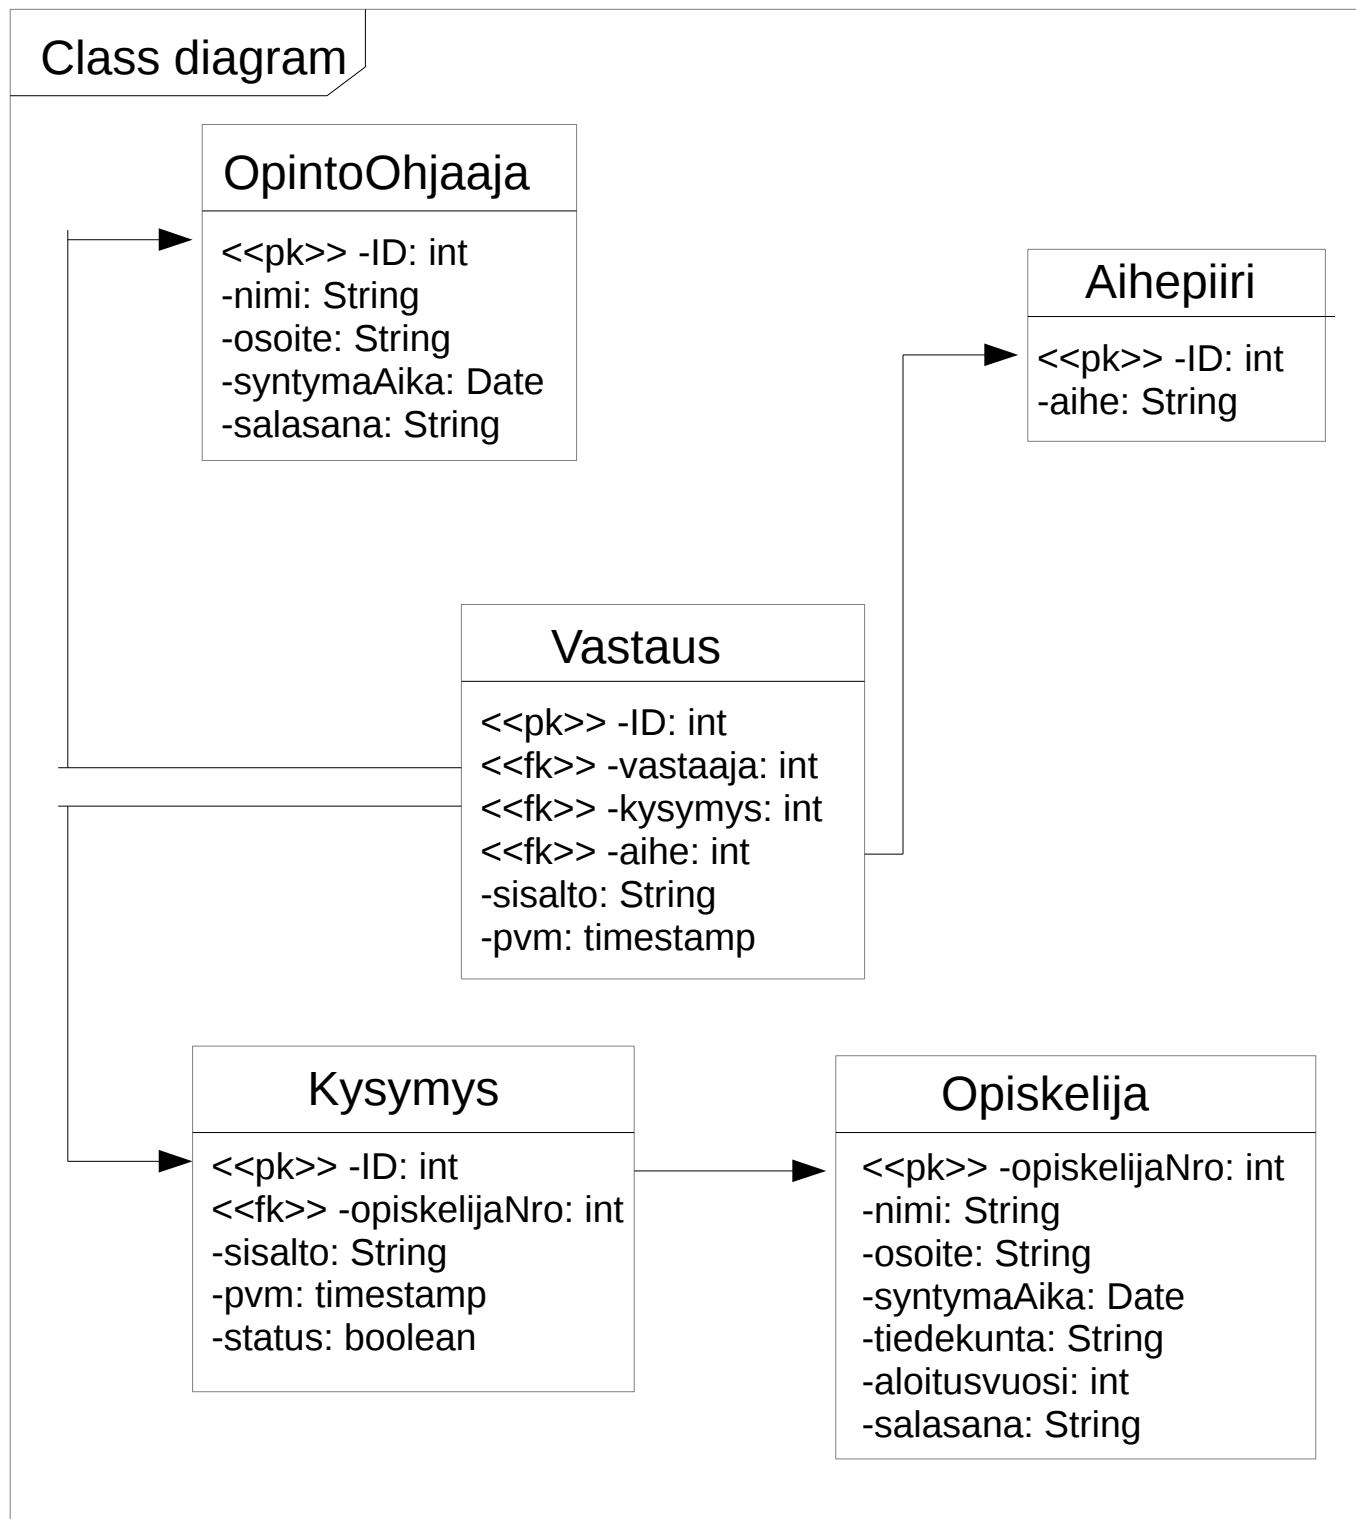 Class diagram
OpintoOhjaaja
<<pk>> -ID: int
-nimi: String
-osoite: String
-syntymaAika: Date
-salasana: String
Aihepiiri
<<pk>> -ID: int
-aihe: String
Vastaus
<<pk>> -ID: int
<<fk>> -vastaaja: int
<<fk>> -kysymys: int
<<fk>> -aihe: int
-sisalto: String
-pvm: timestamp
Kysymys
<<pk>> -ID: int
<<fk>> -opiskelijaNro: int
-sisalto: String
-pvm: timestamp
-status: boolean
Opiskelija
<<pk>> -opiskelijaNro: int
-nimi: String
-osoite: String
-syntymaAika: Date
-tiedekunta: String
-aloitusvuosi: int
-salasana: String